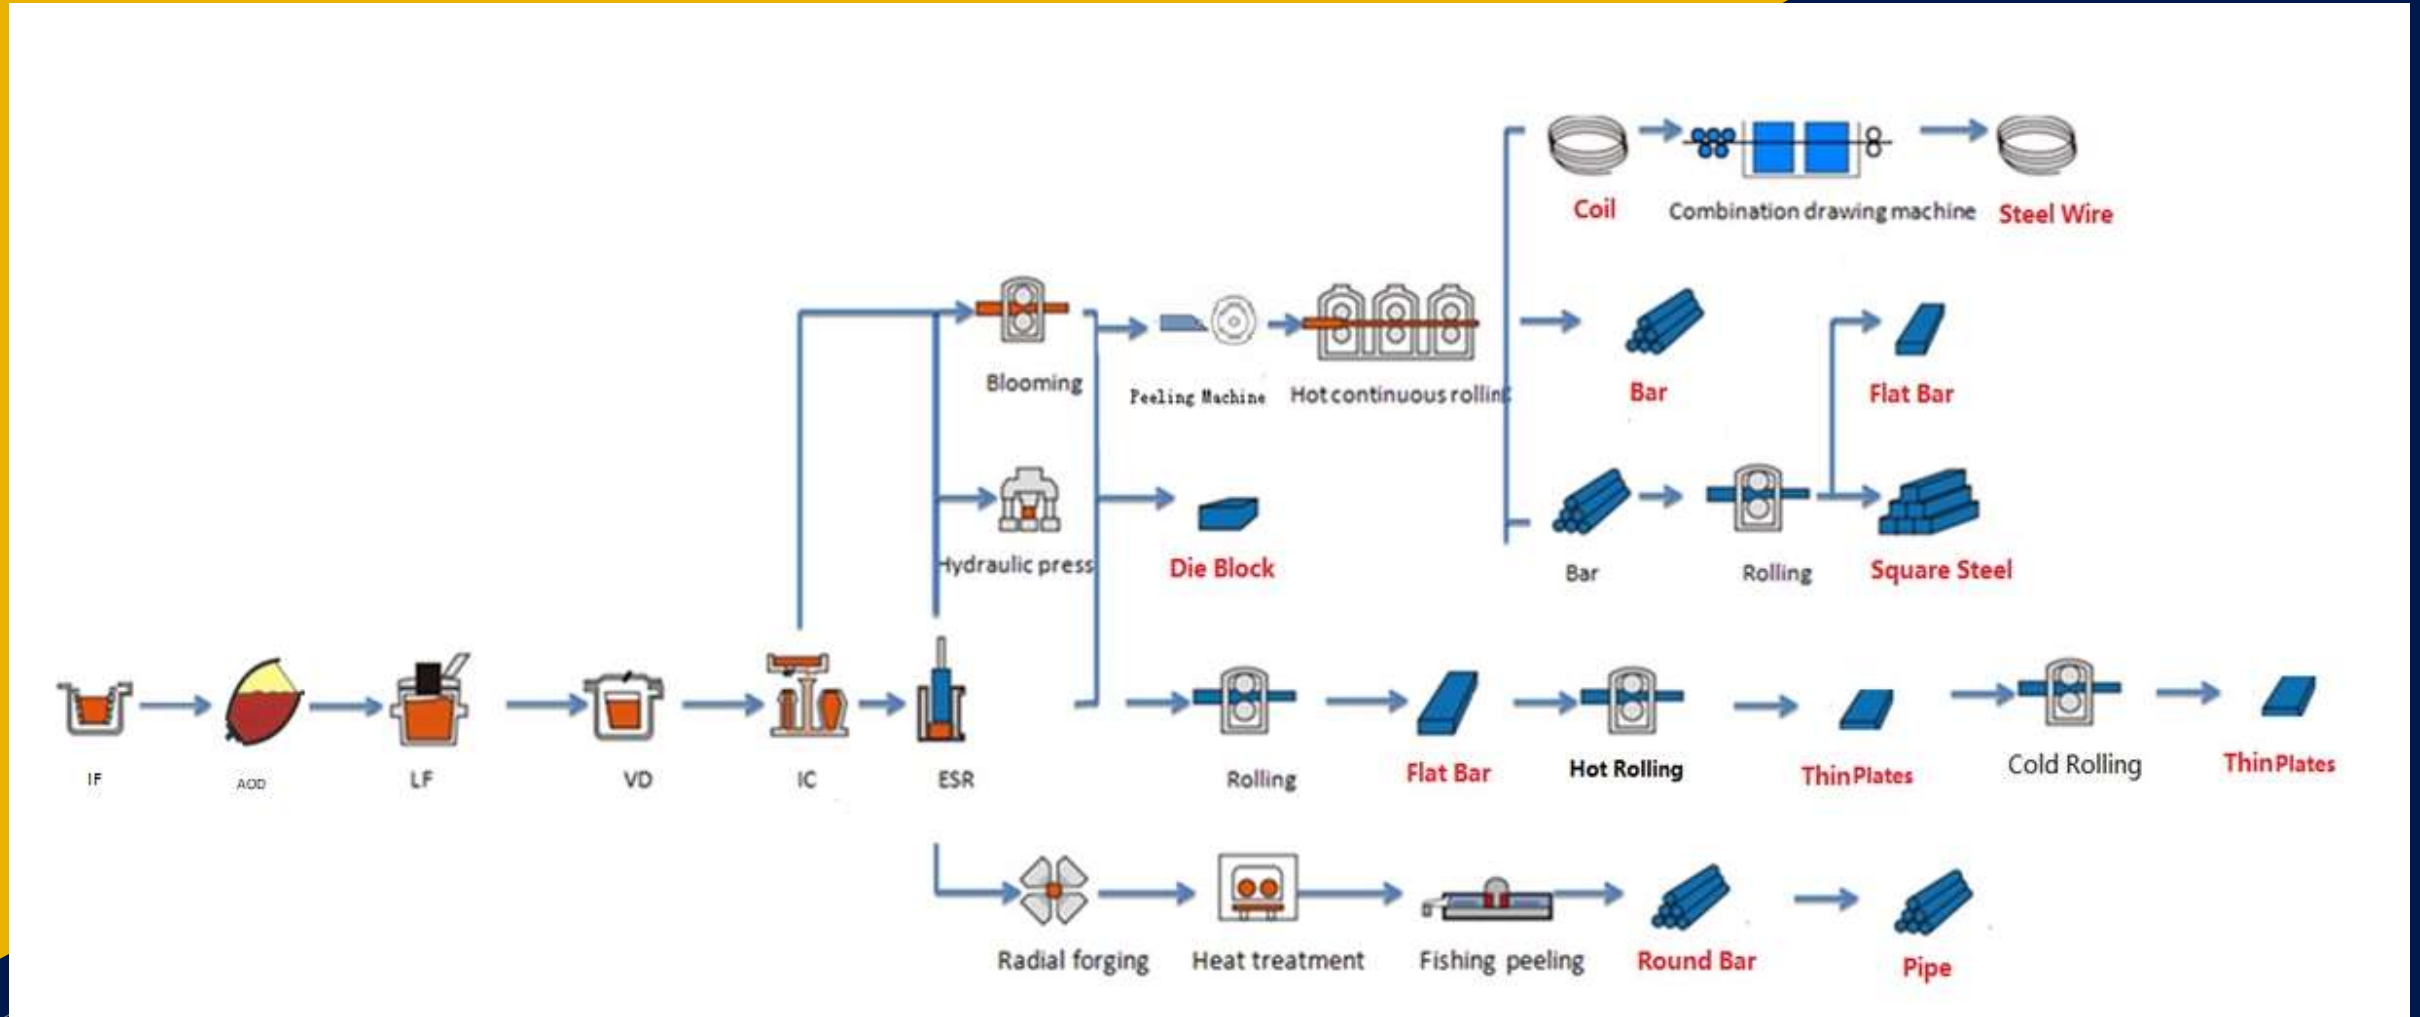 Coil
Combination drawing machine
Steel Wire
Blooming
Peeling Machine
Hot continuous rolling
Bar
Flat Bar
Hydraulic press
Die Block
Bar
Rolling
Square Steel
IF
AOD
LF
VD
IC
ESR
Rolling
Flat Bar
Hot Rolling
Thin Plates
Cold Rolling
Thin Plates
Radial forging
Heat treatment
Fishing peeling
Round Bar
Pipe